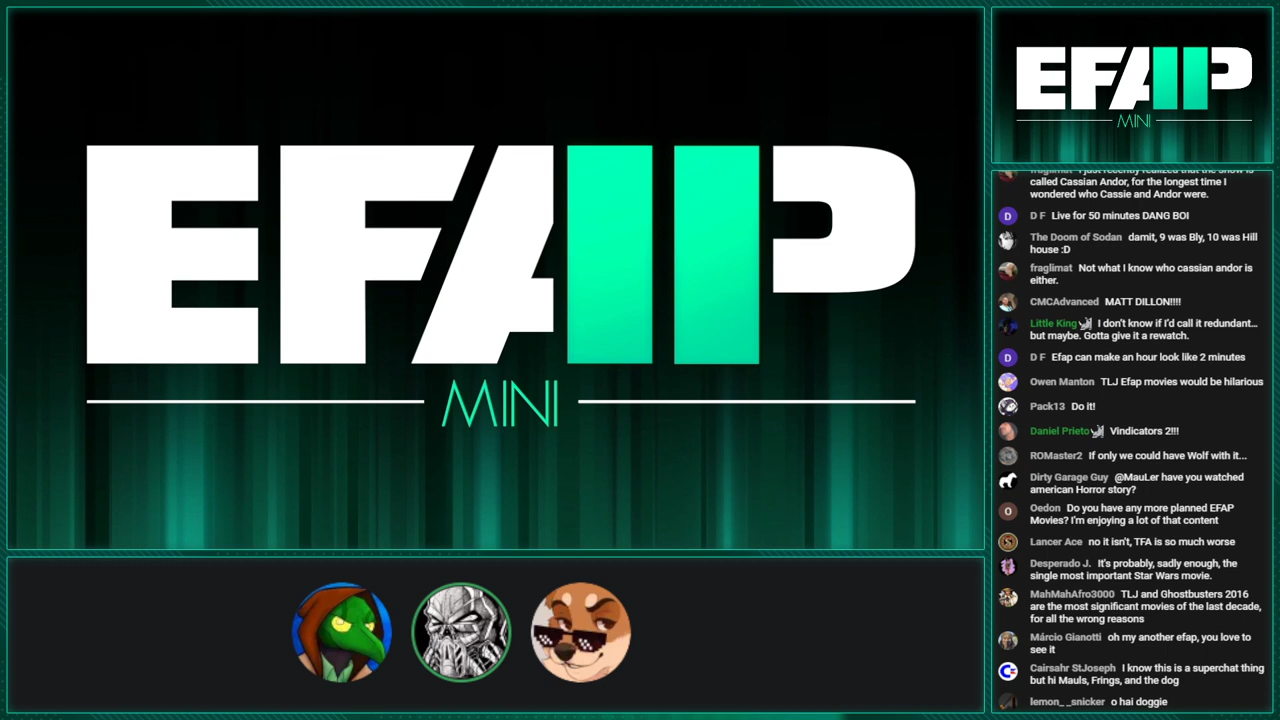 EFAP
MINI
EFAP
MINI
fraglimat I just recently realized that the show is
called Cassian Andor, for the longest time I
wondered who Cassie and Andor were.
D
D F Live for 50 minutes DANG BOI
The Doom of Sodan damit, 9 was Bly, 10 was Hill
house :D
fraglimat Not what I know who cassian andor is
either.
CMCAdvanced MATT DILLON!!!!
Little King I don't know if I'd call it redundant...
but maybe. Gotta give it a rewatch.
D
D F Efap can make an hour look like 2 minutes
Owen Manton TLJ Efap movies would be hilarious
Pack13 Do it!
Daniel Prieto Vindicators 2!!!
ROMaster2 If only we could have Wolf with it...
Dirty Garage Guy @MauLer have you watched
american Horror story?
O
Oedon Do you have any more planned EFAP
Movies? I'm enjoying a lot of that content
Lancer Ace no it isn't, TFA is so much worse
Desperado J. It's probably, sadly enough, the
single most important Star Wars movie.
MahMahAfro3000 TLJ and Ghostbusters 2016
are the most significant movies of the last decade,
for all the wrong reasons
Márcio Gianotti oh my another efap, you love to
see it
Cairsahr StJoseph I know this is a superchat thing
but hi Mauls, Frings, and the dog
lemon_ _snicker o hai doggie